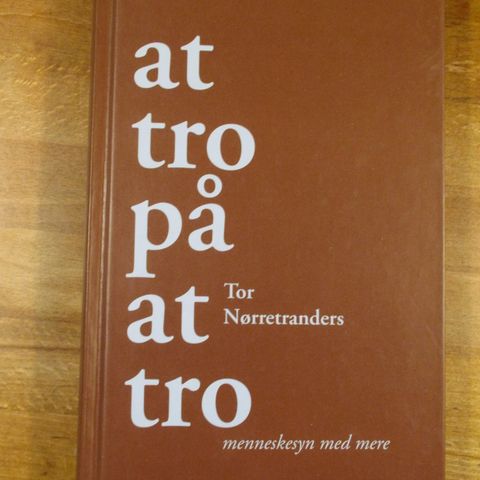 at
tro
på
at
Tor
Nørretranders
tro
menneskesyn med mere